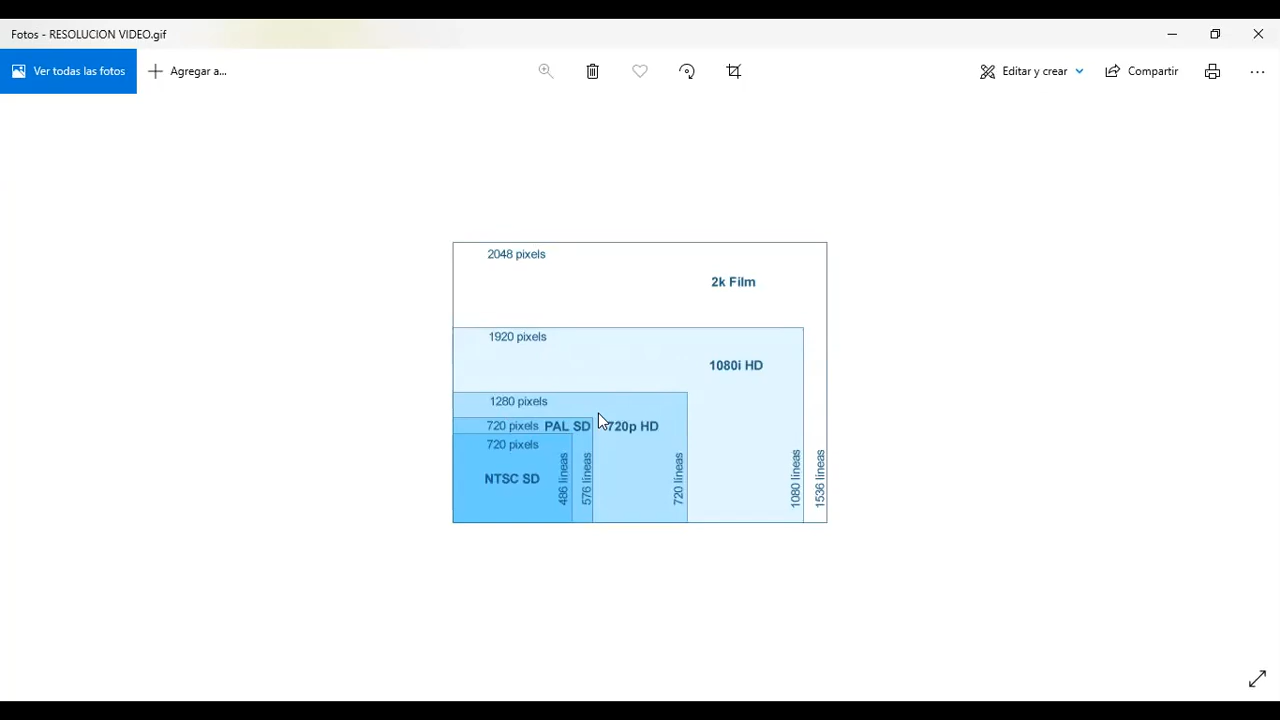 Fotos - RESOLUCION VIDEO.gif
Ver todas las fotos
Agregar a...
Editar y crear
Compartir
2048 pixels
2k Film
1920 pixels
1080i HD
1280 pixels
720 pixels PAL SD 720p HD
720 pixels
NTSC SD
486 lineas
576 lineas
720 lineas
1080 lineas
1536 lineas